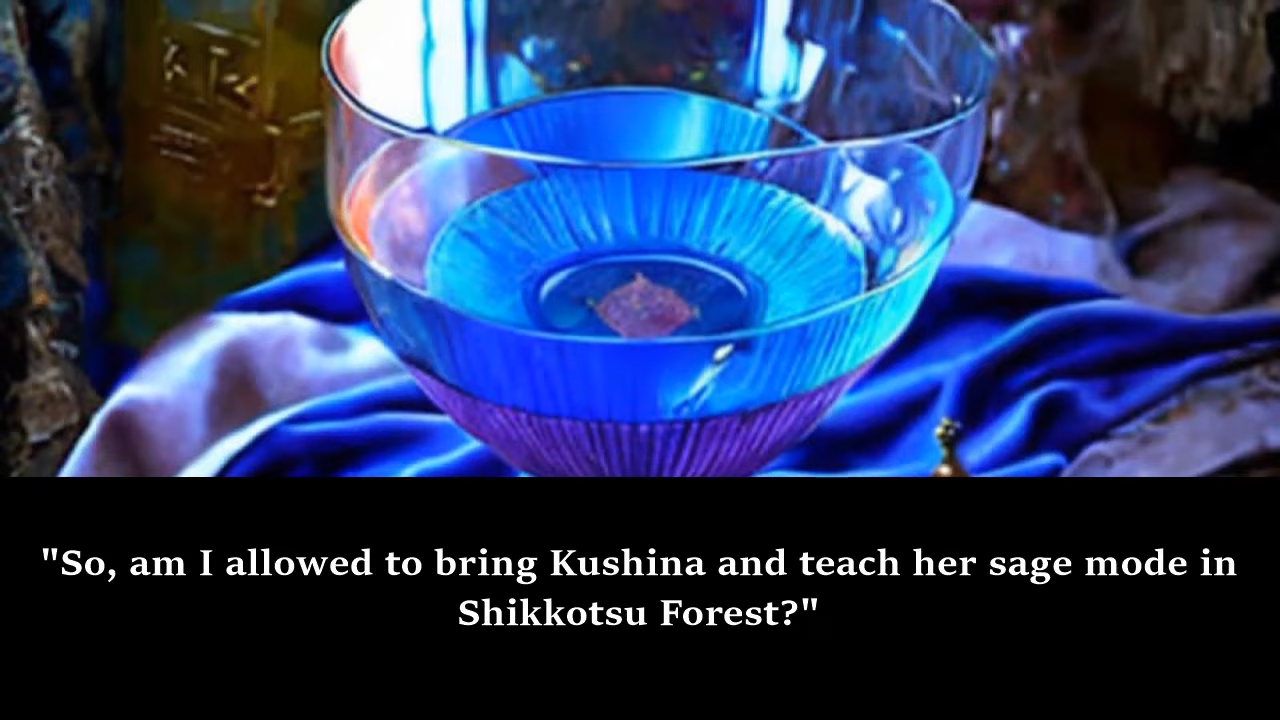 "So, am I allowed to bring Kushina and teach her sage mode in
Shikkotsu Forest?"